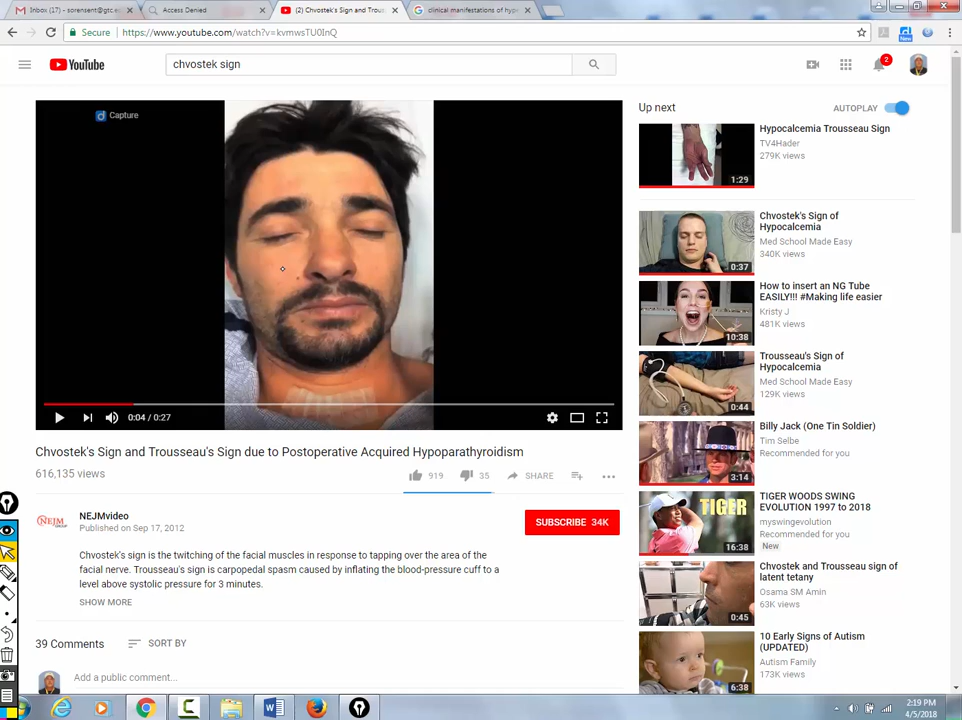 Inbox (17) - sorensent@gtc.e
Access Denied
(2) Chvostek's Sign and Trous
clinical manifestations of hype
Secure
https://www.youtube.com/watch?v=kvmwsTU0InQ
New
YouTube
chvostek sign
2
Capture
0:04 / 0:27
Chvostek's Sign and Trousseau's Sign due to Postoperative Acquired Hypoparathyroidism
616,135 views
919
35
SHARE
NEJM
NEJMvideo
Published on Sep 17, 2012
SUBSCRIBE 34K
Chvostek's sign is the twitching of the facial muscles in response to tapping over the area of the
facial nerve. Trousseau's sign is carpopedal spasm caused by inflating the blood-pressure cuff to a
level above systolic pressure for 3 minutes.
SHOW MORE
39 Comments
SORT BY
Add a public comment...
Up next
AUTOPLAY
1:29
Hypocalcemia Trousseau Sign
TV4Hader
279K views
0:37
Chvostek's Sign of
Hypocalcemia
Med School Made Easy
340K views
10:38
How to insert an NG Tube
EASILY!!! #Making life easier
Kristy J
481K views
0:44
Trousseau's Sign of
Hypocalcemia
Med School Made Easy
129K views
3:14
Billy Jack (One Tin Soldier)
Tim Selbe
Recommended for you
TIGER
16:38
TIGER WOODS SWING
EVOLUTION 1997 to 2018
myswingevolution
Recommended for you
New
0:45
Chvostek and Trousseau sign of
latent tetany
Osama SM Amin
63K views
6:38
10 Early Signs of Autism
(UPDATED)
Autism Family
173K views
2:19 PM
4/5/2018